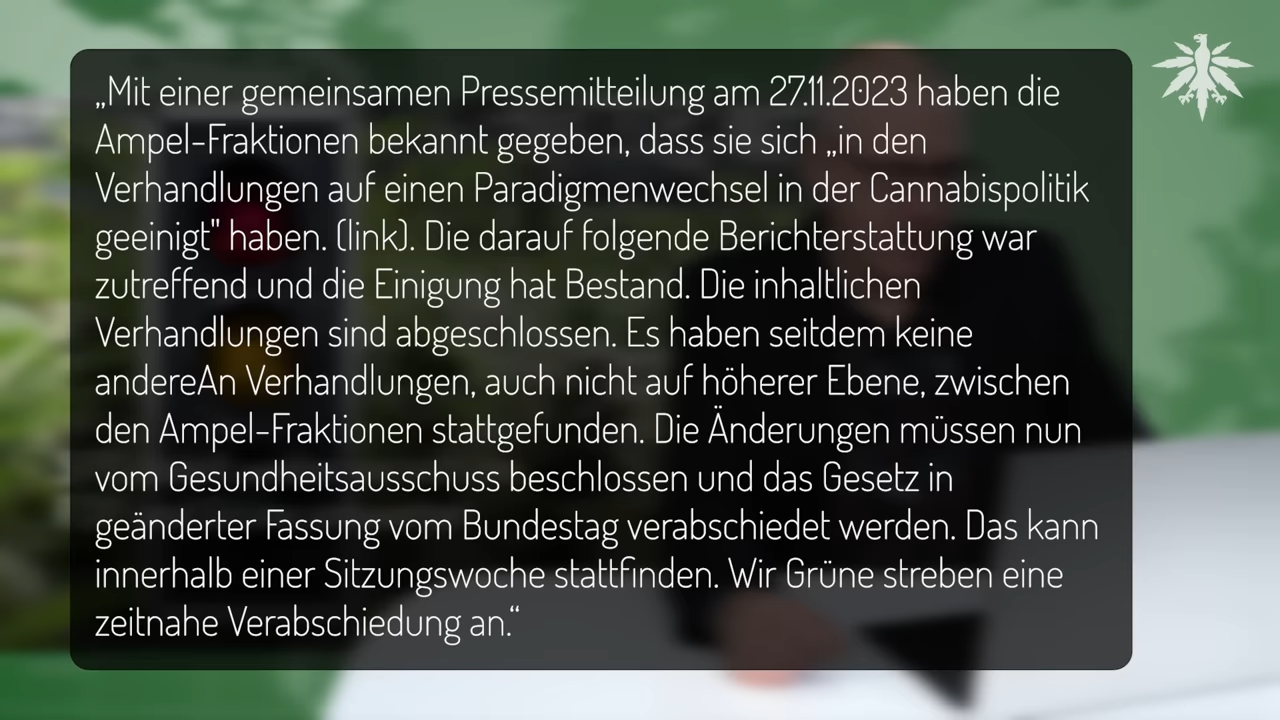 „Mit einer gemeinsamen Pressemitteilung am 27.11.2023 haben die
Ampel-Fraktionen bekannt gegeben, dass sie sich „in den
Verhandlungen auf einen Paradigmenwechsel in der Cannabispolitik
geeinigt" haben. (link). Die darauf folgende Berichterstattung war
zutreffend und die Einigung hat Bestand. Die inhaltlichen
Verhandlungen sind abgeschlossen. Es haben seitdem keine
andereAn Verhandlungen, auch nicht auf höherer Ebene, zwischen
den Ampel-Fraktionen stattgefunden. Die Änderungen müssen nun
vom Gesundheitsausschuss beschlossen und das Gesetz in
geänderter Fassung vom Bundestag verabschiedet werden. Das kann
innerhalb einer Sitzungswoche stattfinden. Wir Grüne streben eine
zeitnahe Verabschiedung an.“